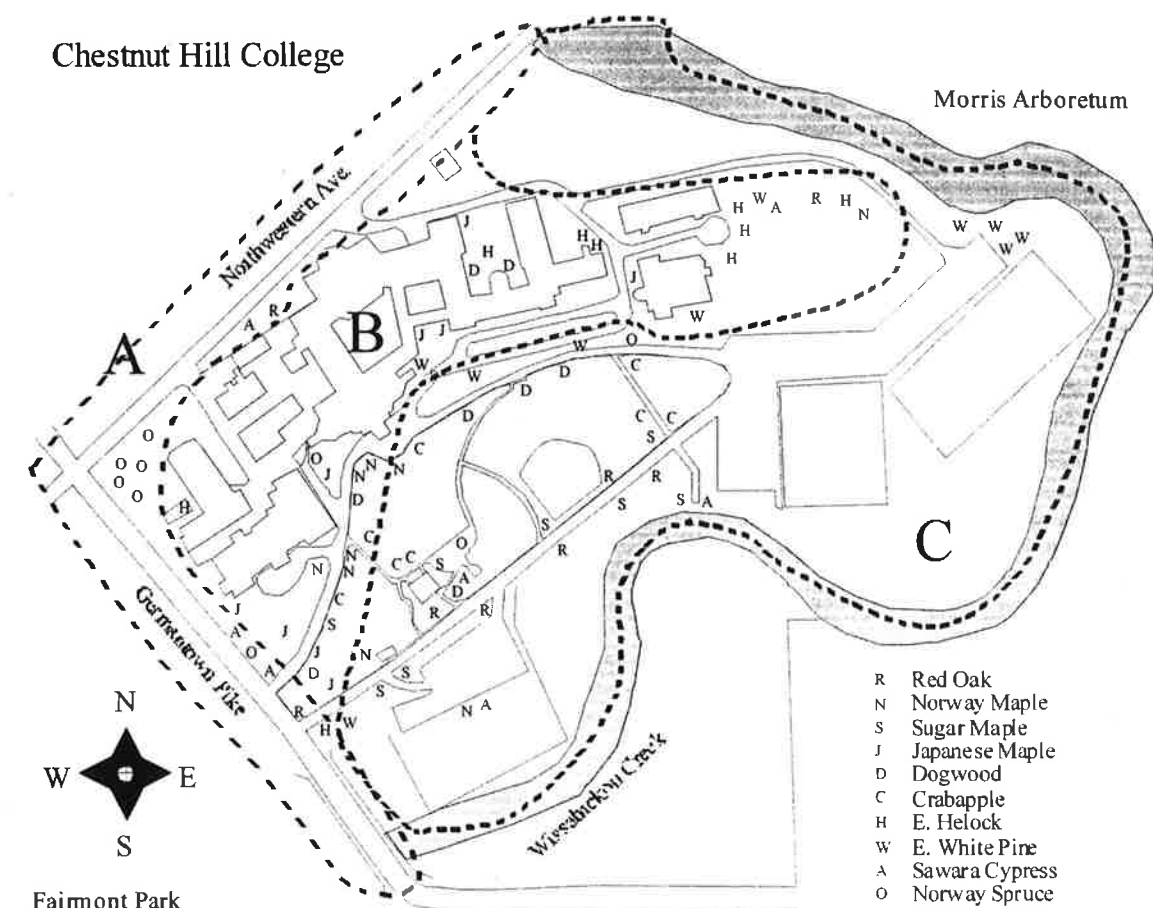 Chestnut Hill College
Morris Arboretum
Northwestern Ave.
W A R H N
H
J
H
H
H
H H
D D
W W
W
W
J
W
A R
A
B
J J
W
O
W
W
C
D
D
D
W
C
C C
S
O
O
O O
O
O
J
N
N
N
D
R R
S
S
A
H
C
C C
S
O
A
D
R
R
S
R
N
N
N
C
S
J
J
D
J
J
A
O
A
R
H
W
N
S
S
N A
C
Germantown Pike
Wissahickon Creek
N
W E
S
Fairmont Park
R Red Oak
N Norway Maple
S Sugar Maple
J Japanese Maple
D Dogwood
C Crabapple
H E. Helock
W E. White Pine
A Sawara Cypress
O Norway Spruce